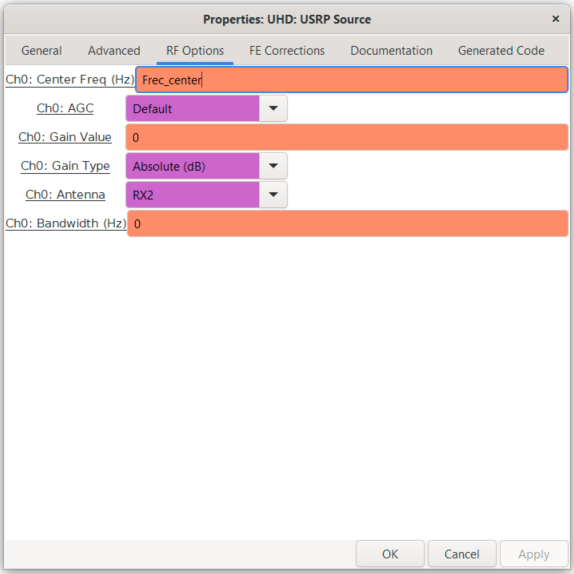 Properties: UHD: USRP Source ×
General Advanced RF Options FE Corrections Documentation Generated Code
Ch0: Center Freq (Hz) Frec_center
Ch0: AGC Default
Ch0: Gain Value 0
Ch0: Gain Type Absolute (dB)
Ch0: Antenna RX2
Ch0: Bandwidth (Hz) 0
OK Cancel Apply